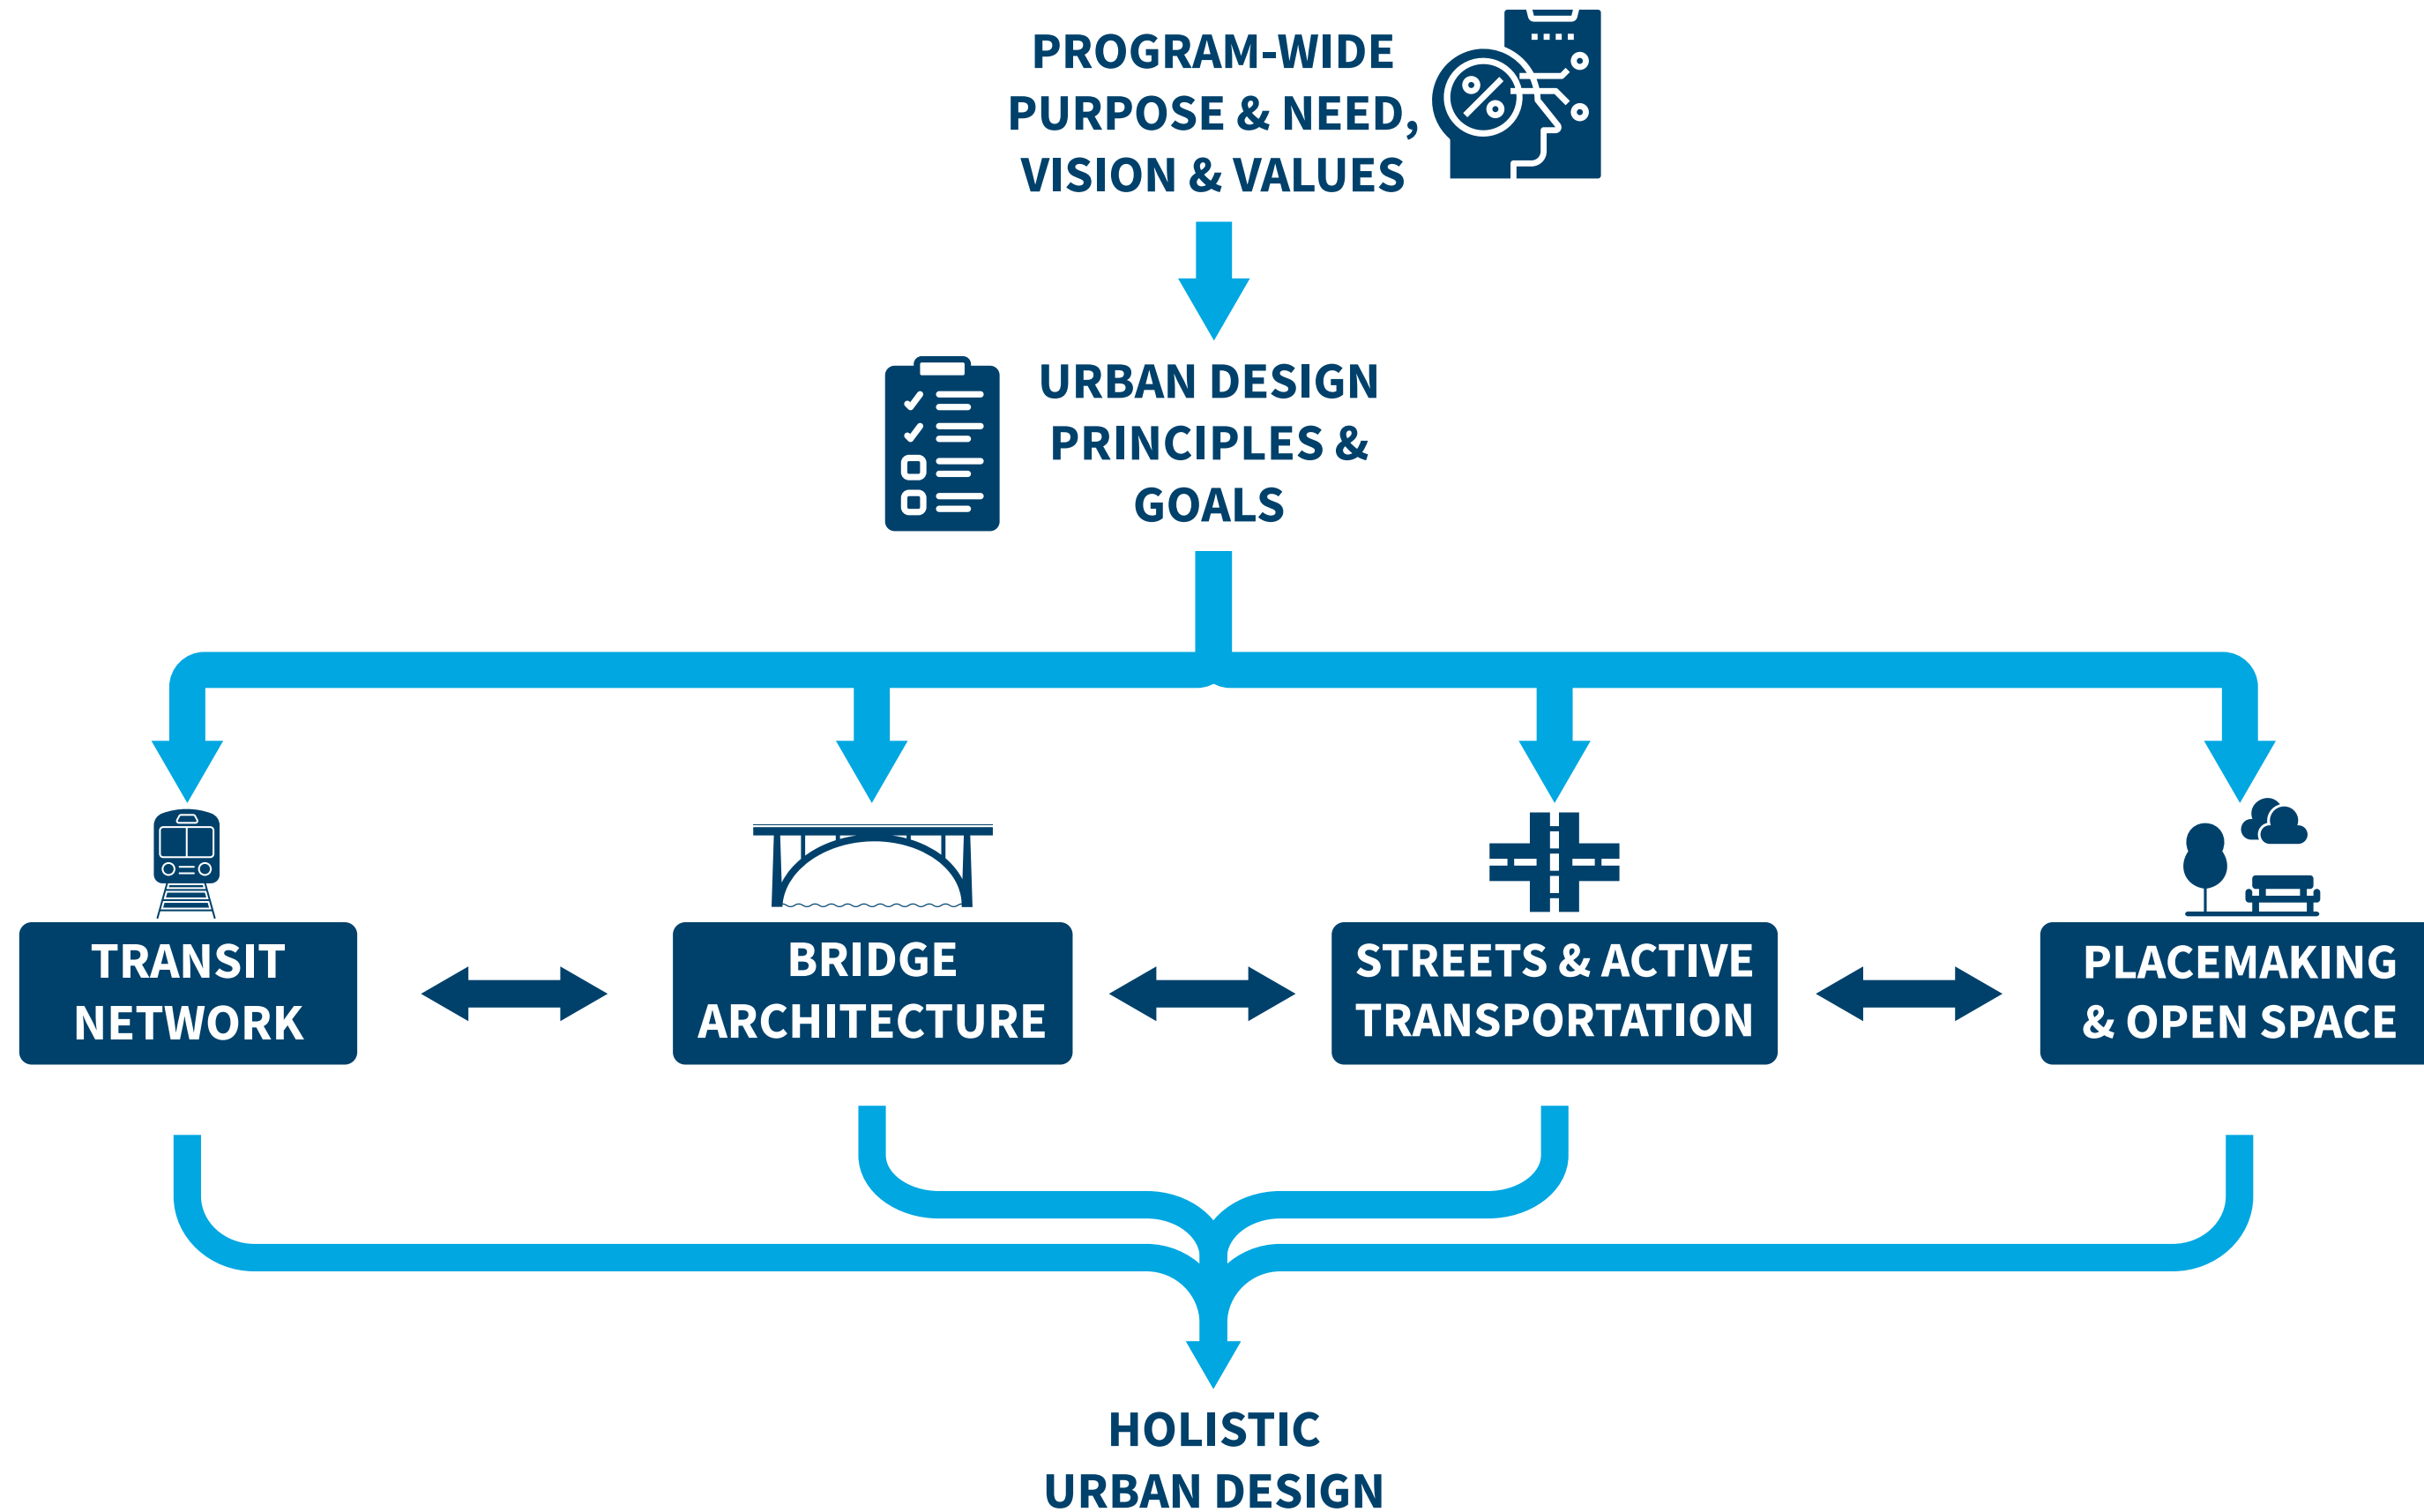 PROGRAM-WIDE
PURPOSE & NEED,
VISION & VALUES
URBAN DESIGN
PRINCIPLES &
GOALS
TRANSIT
NETWORK
BRIDGE
ARCHITECTURE
STREETS & ACTIVE
TRANSPORTATION
PLACEMAKING
& OPEN SPACE
HOLISTIC
URBAN DESIGN